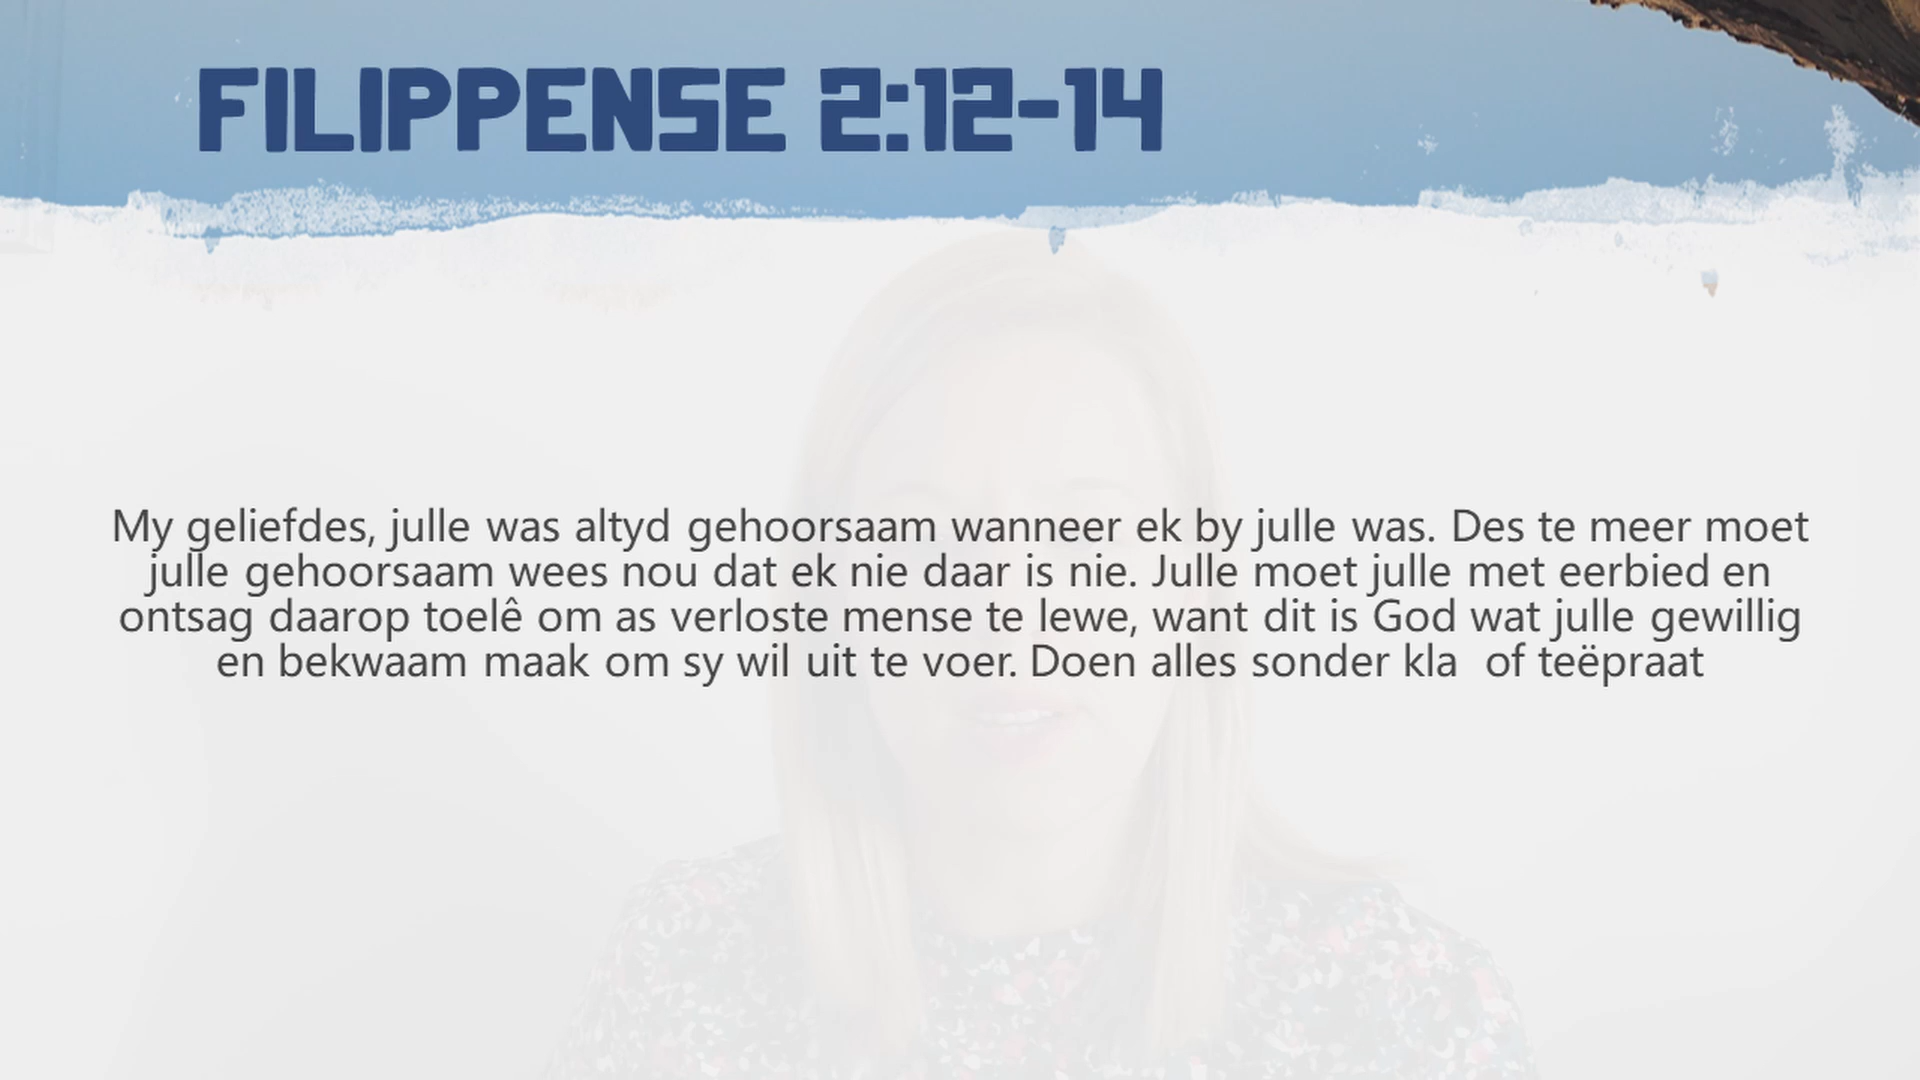 FILIPPENSE 2:12-14
My geliefdes, julle was altyd gehoorsaam wanneer ek by julle was. Des te meer moet
julle gehoorsaam wees nou dat ek nie daar is nie. Julle moet julle met eerbied en
ontsag daarop toelê om as verloste mense te lewe, want dit is God wat julle gewillig
en bekwaam maak om sy wil uit te voer. Doen alles sonder kla  of teëpraat